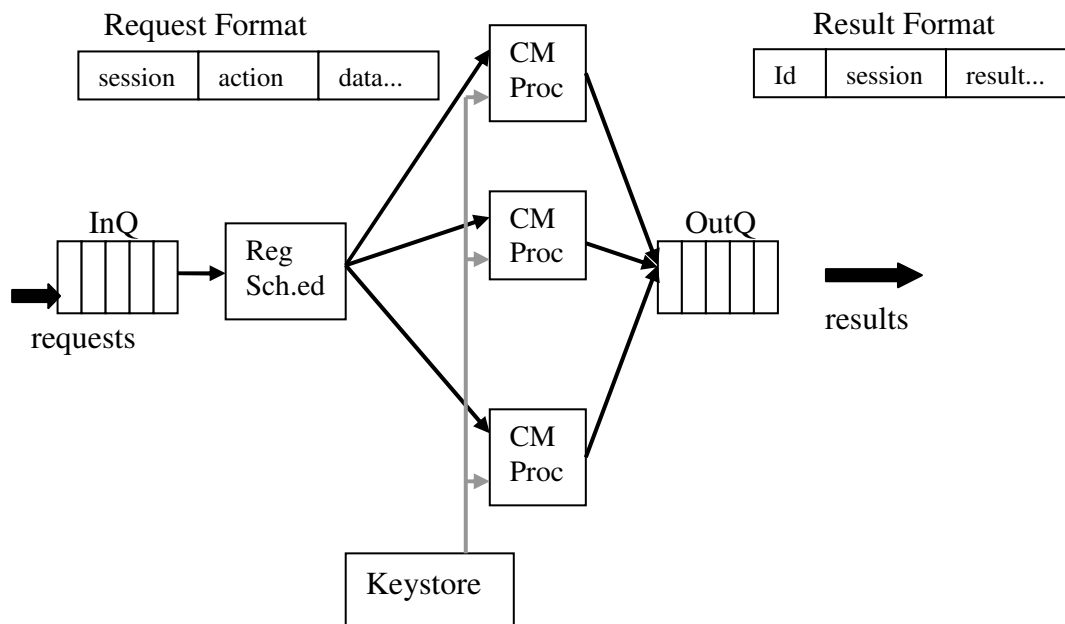 Request Format
session action data...
CM
Proc
Result Format
Id session result...
InQ
requests
Reg
Sch.ed
CM
Proc
OutQ
results
CM
Proc
Keystore